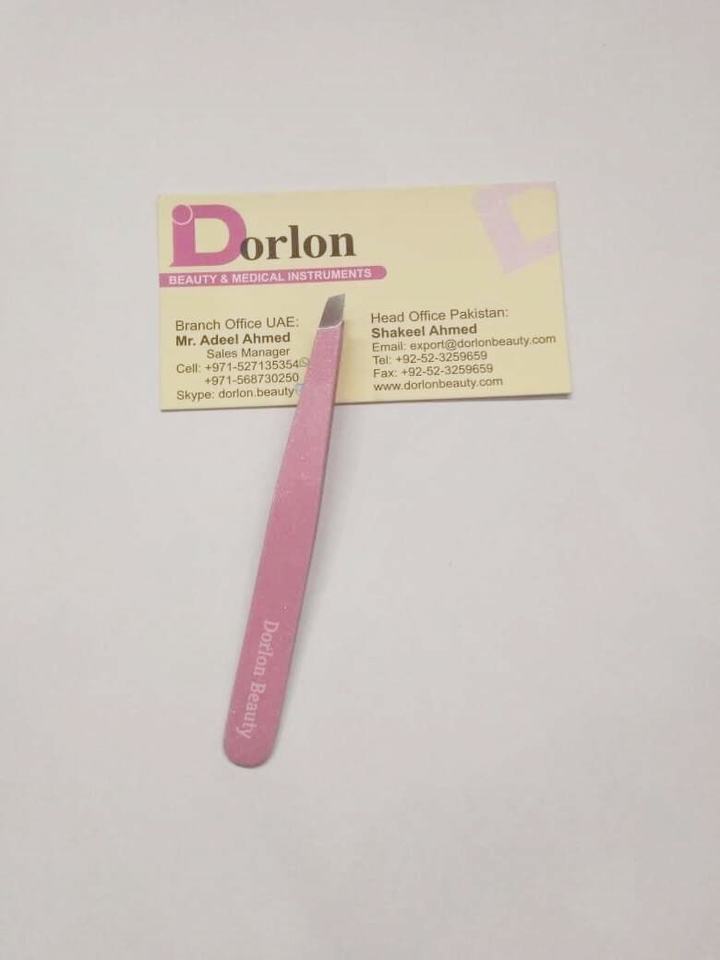 Dorlon
BEAUTY & MEDICAL INSTRUMENTS
Branch Office UAE:
Mr. Adeel Ahmed
Sales Manager
Cell: +971-527135354
+971-568730250
Skype: dorlon.beauty
Head Office Pakistan:
Shakeel Ahmed
Email: export@dorlonbeauty.com
Tel: +92-52-3259659
Fax: +92-52-3259659
www.dorlonbeauty.com
Dorlon Beauty